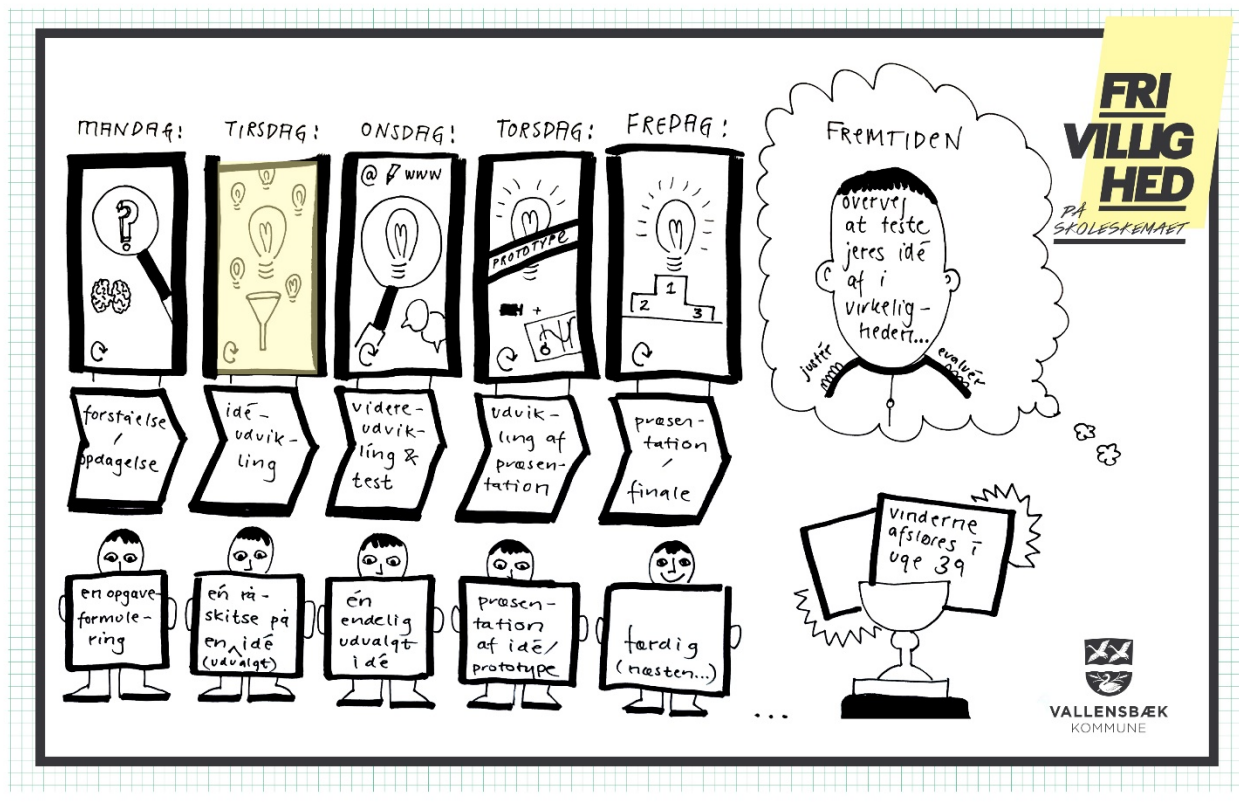 MANDAG!
TIRSDAG!
ONSDAG!
TORSDAG!
FREDAG!
?
@ WWW
PROTOTYPE
+
1
2
3
forståelse
/
opdagelse
idé-
udvik-
ling
videre-
udvik-
ling &
test
udvik-
ling af
præsen-
tation
præsen-
tation
/
finale
en opgave-
formule-
ring
én rå-
skitse på
en idé
(udvalgt)
én
endelig
udvalgt
idé
præsen-
tation
af idé/
prototype
færdig
(næsten...)
...
FREMTIDEN
overvej
at teste
jeres idé
af i
virkelig-
heden...
justér
evaluér
vinderne
afsløres i
uge 39
FRI
VILLIG
HED
PÅ
SKOLESKEMAET
VALLENSBÆK
KOMMUNE